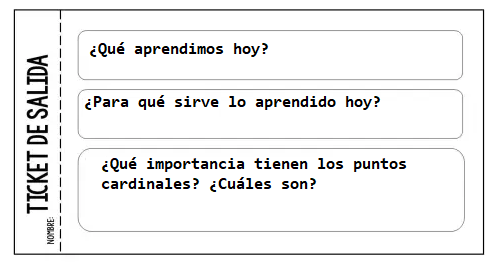 TICKET DE SALIDA
NOMBRE:
¿Qué aprendimos hoy?
¿Para qué sirve lo aprendido hoy?
¿Qué importancia tienen los puntos
cardinales? ¿Cuáles son?